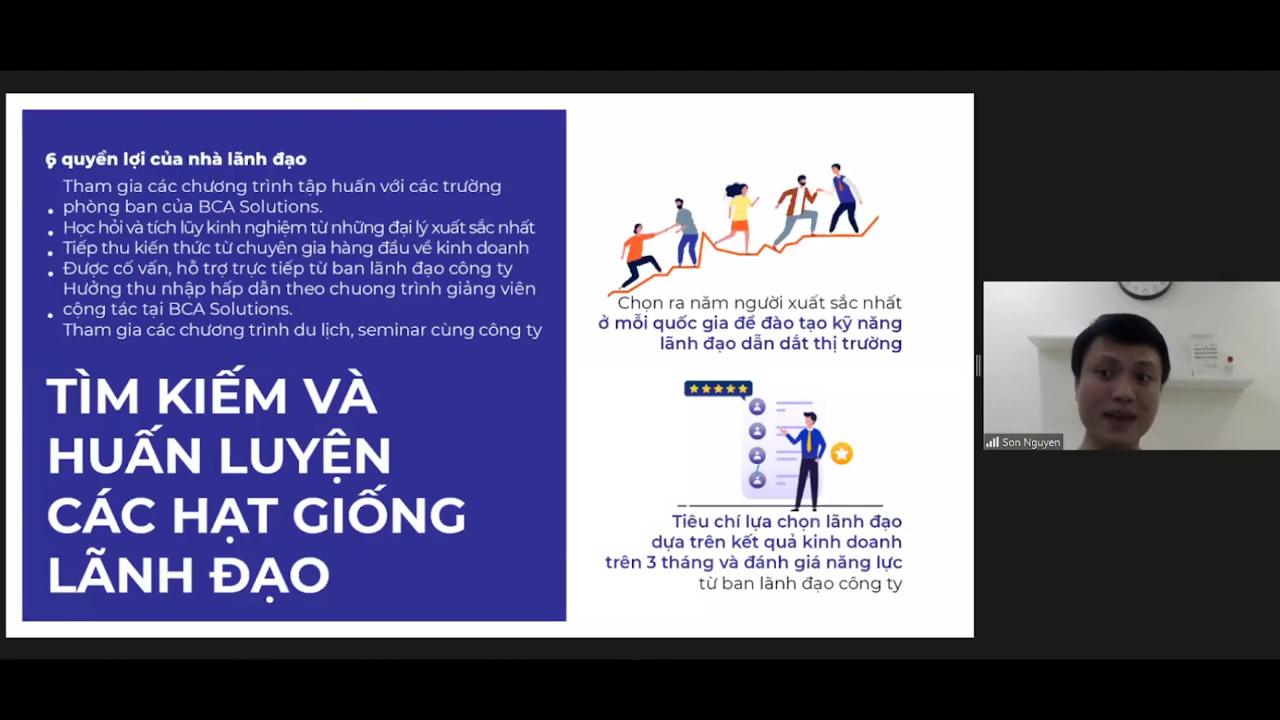 6 quyền lợi của nhà lãnh đạo
Tham gia các chương trình tập huấn với các trường
phòng ban của BCA Solutions.
Học hỏi và tích lũy kinh nghiệm từ những đại lý xuất sắc nhất
Tiếp thu kiến thức từ chuyên gia hàng đầu về kinh doanh
Được cố vấn, hỗ trợ trực tiếp từ ban lãnh đạo công ty
Hưởng thu nhập hấp dẫn theo chuong trình giảng viên
cộng tác tại BCA Solutions.
Tham gia các chương trình du lịch, seminar cùng công ty
TÌM KIẾM VÀ
HUẤN LUYỆN
CÁC HẠT GIỐNG
LÃNH ĐẠO
Chọn ra năm người xuất sắc nhất
ở mỗi quốc gia để đào tạo kỹ năng
lãnh đạo dẫn dắt thị trường
Tiêu chí lựa chọn lãnh đạo
dựa trên kết quả kinh doanh
trên 3 tháng và đánh giá năng lực
từ ban lãnh đạo công ty
Son Nguyen